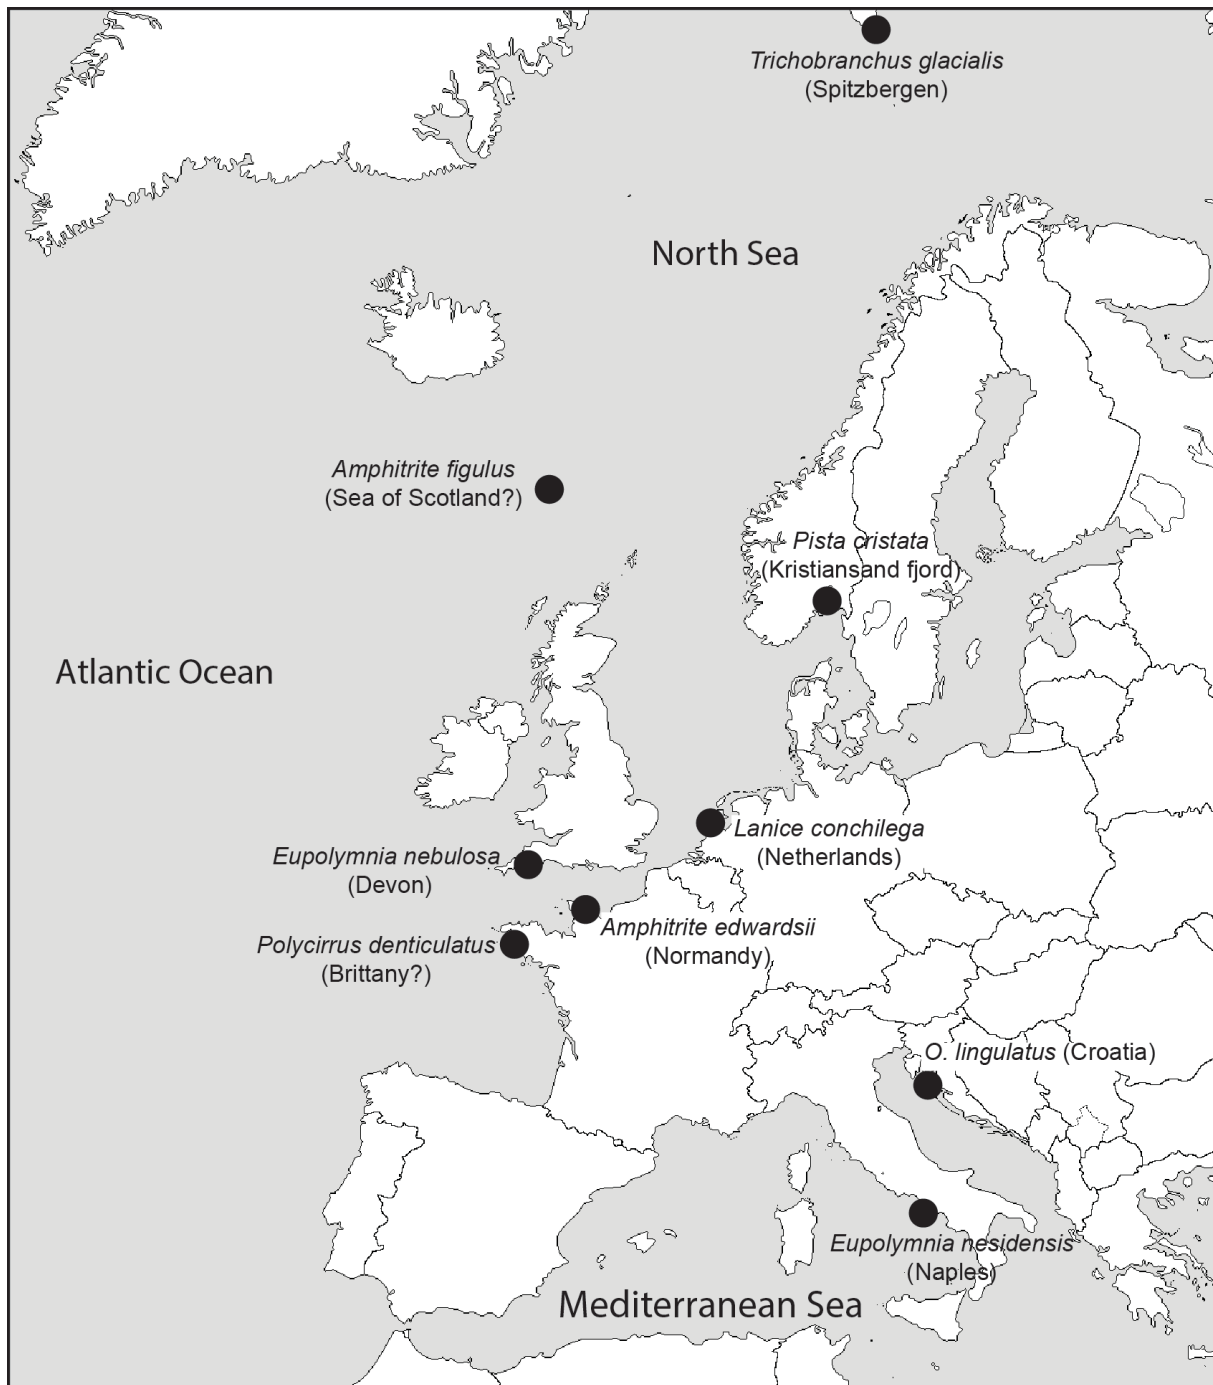 Trichobranchus glacialis
(Spitzbergen)
North Sea
Amphitrite figulus
(Sea of Scotland?)
Pista cristata
(Kristiansand fjord)
Atlantic Ocean
Lanice conchilega
(Netherlands)
Eupolymnia nebulosa
(Devon)
Amphitrite edwardsii
(Normandy)
Polycirrus denticulatus
(Brittany?)
O. lingulatus (Croatia)
Eupolymnia nesidensis
(Naples)
Mediterranean Sea